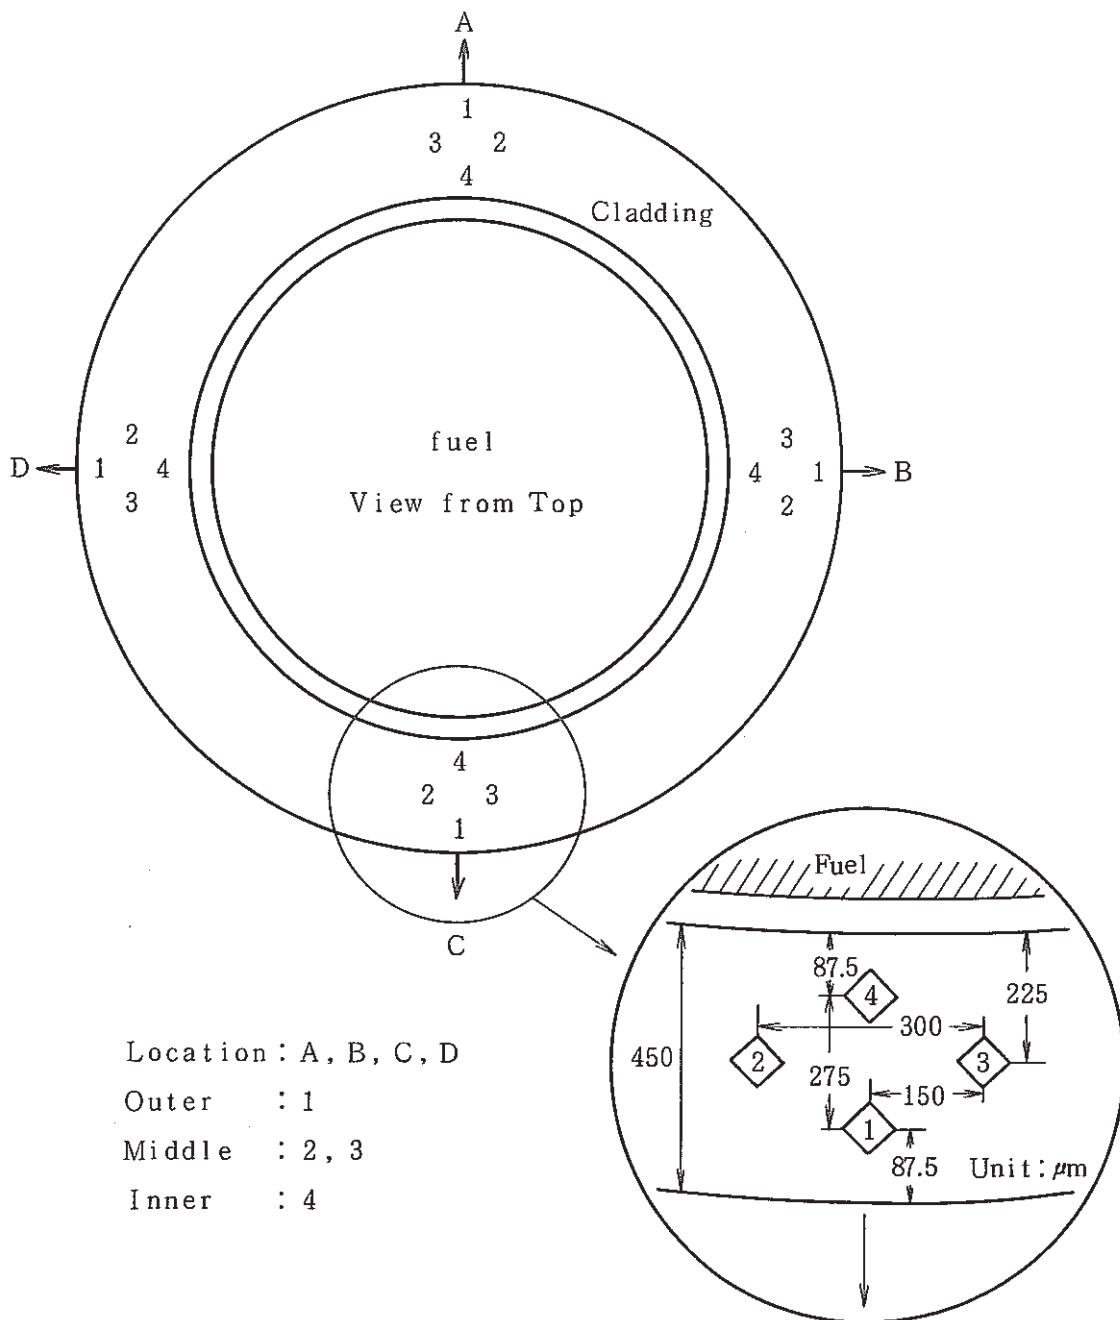 A
1
3 2
4
Cladding
2
D 1 4
3
fuel
View from Top
3
4 1 B
2
4
2 3
1
C
Fuel
87.5
4
225
300
450
2
3
275
150
1
87.5
Unit:μm
Location:A,B,C,D
Outer :1
Middle :2,3
Inner :4